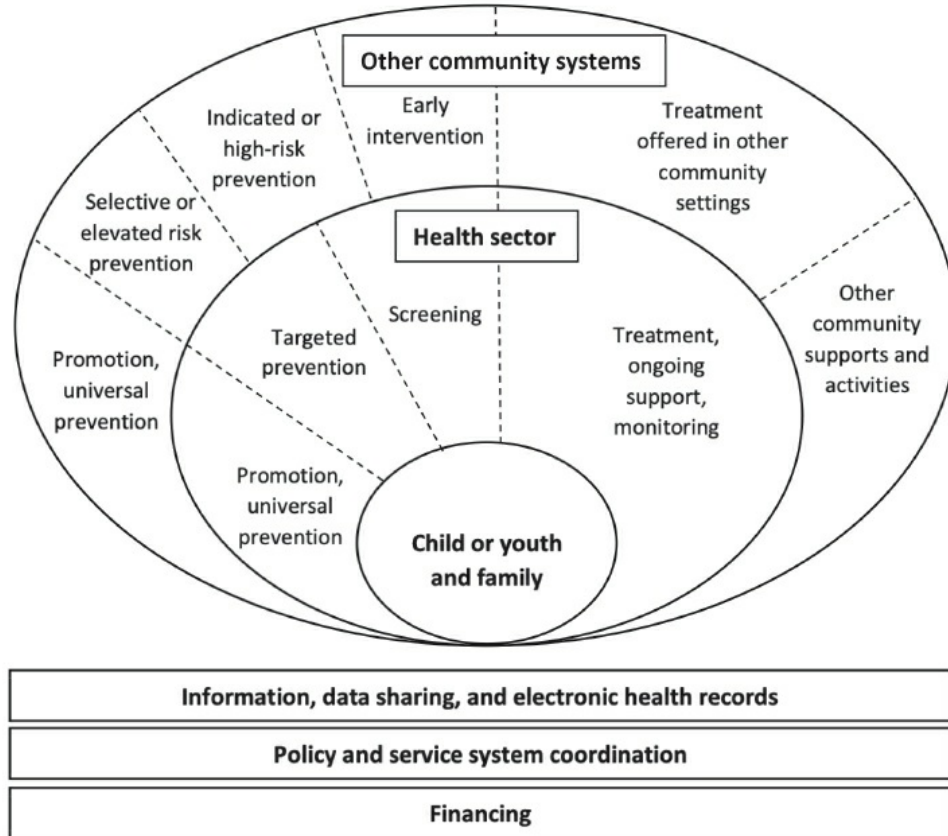 Other community systems
Early
intervention
Indicated or
high-risk
prevention
Selective or
elevated risk
prevention
Promotion,
universal
prevention
Treatment
offered in other
community
settings
Other
community
supports and
activities
Health sector
Screening
Targeted
prevention
Promotion,
universal
prevention
Treatment,
ongoing
support,
monitoring
Child or youth
and family
Information, data sharing, and electronic health records
Policy and service system coordination
Financing